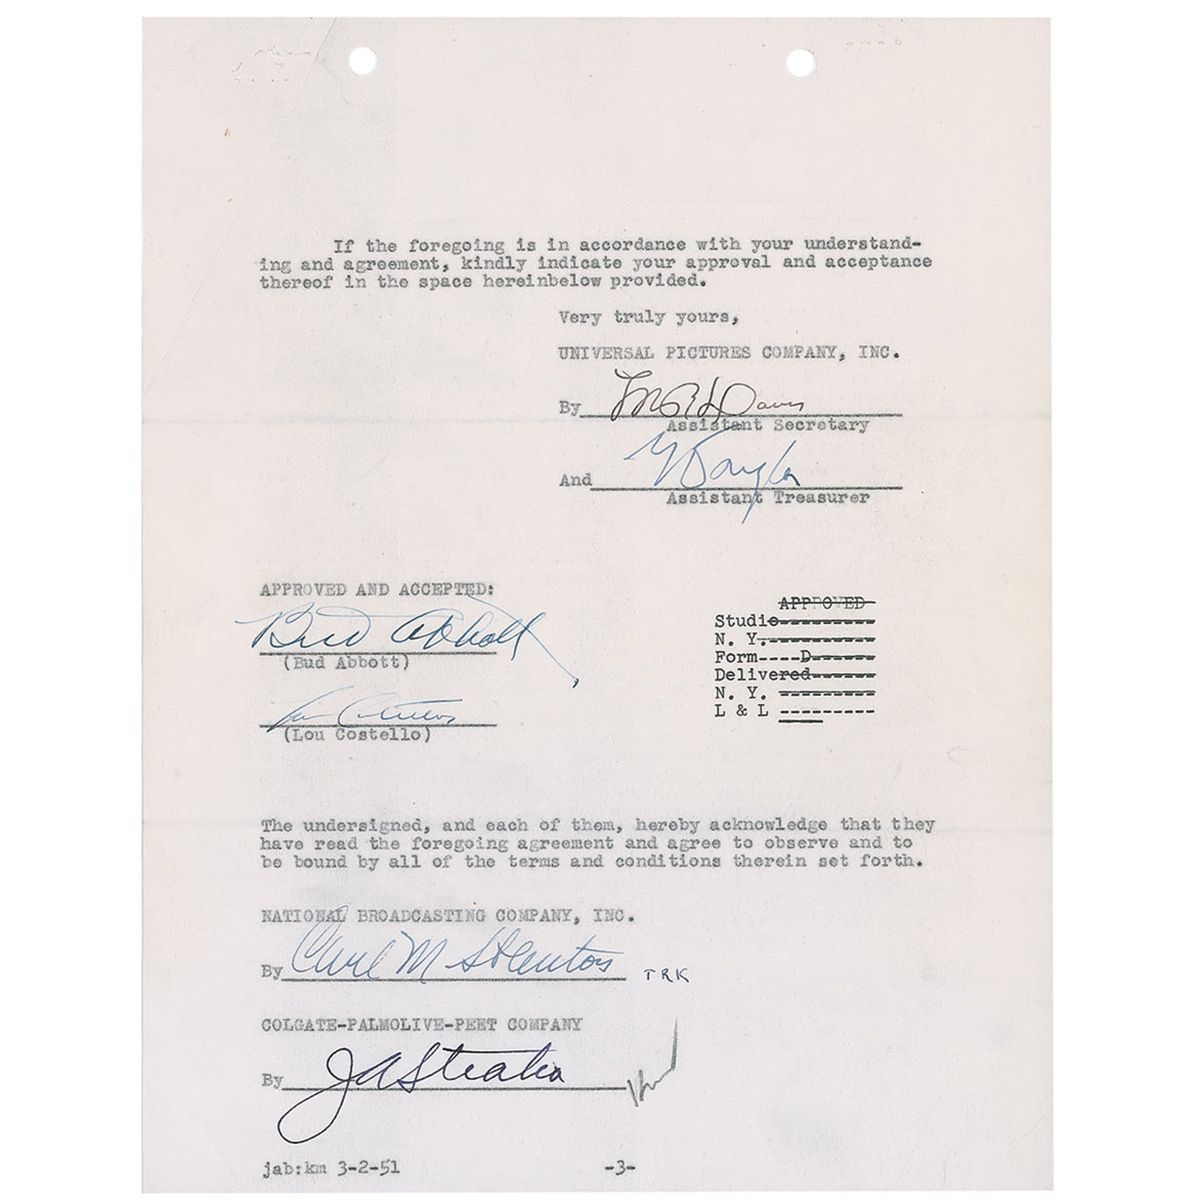 If the foregoing is in accordance with your understand-
ing and agreement, kindly indicate your approval and acceptance
thereof in the space hereinbelow provided.
Very truly yours,
UNIVERSAL PICTURES COMPANY, INC.
By Davis
Assistant Secretary
And
Assistant Treasurer
APPROVED AND ACCEPTED:
Bud Abbott
(Bud Abbott)
Lou Costello
(Lou Costello)
APPROVED
Studio----------
N. Y.----------
Form----D------
Delivered------
N. Y. ---------
L & L ---------
The undersigned, and each of them, hereby acknowledge that they
have read the foregoing agreement and agree to observe and to
be bound by all of the terms and conditions therein set forth.
NATIONAL BROADCASTING COMPANY, INC.
By Carl M Stanton TRK
COLGATE-PALMOLIVE-PEET COMPANY
By
jab:km 3-2-51 -3-